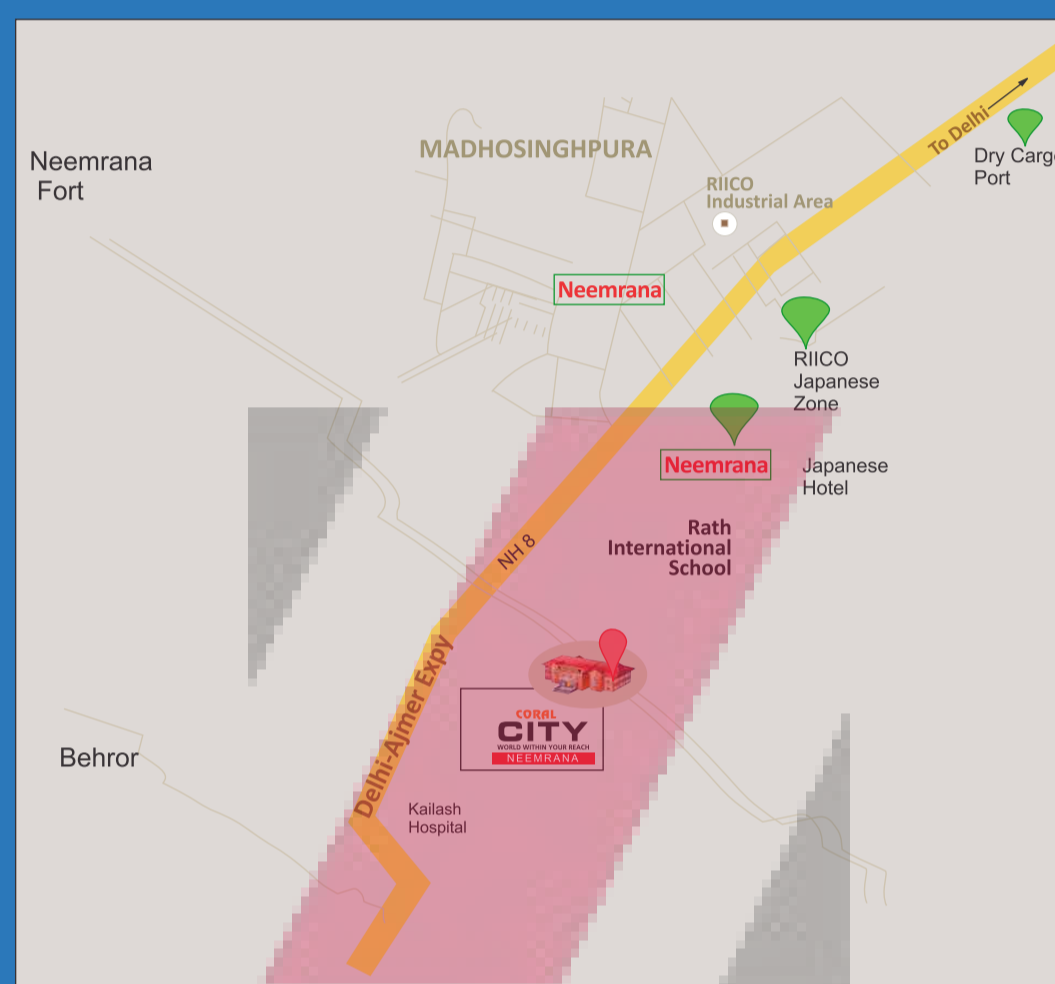 To Delhi
Dry Cargo
Port
MADHOSINGHPURA
Neemrana
Fort
RIICO
Industrial Area
Neemrana
RIICO
Japanese
Zone
Neemrana
Japanese
Hotel
Rath
International
School
NH 8
Delhi-Ajmer Expy
CORAL
CITY
WORLD WITHIN YOUR REACH
NEEMRANA
Behror
Kailash
Hospital